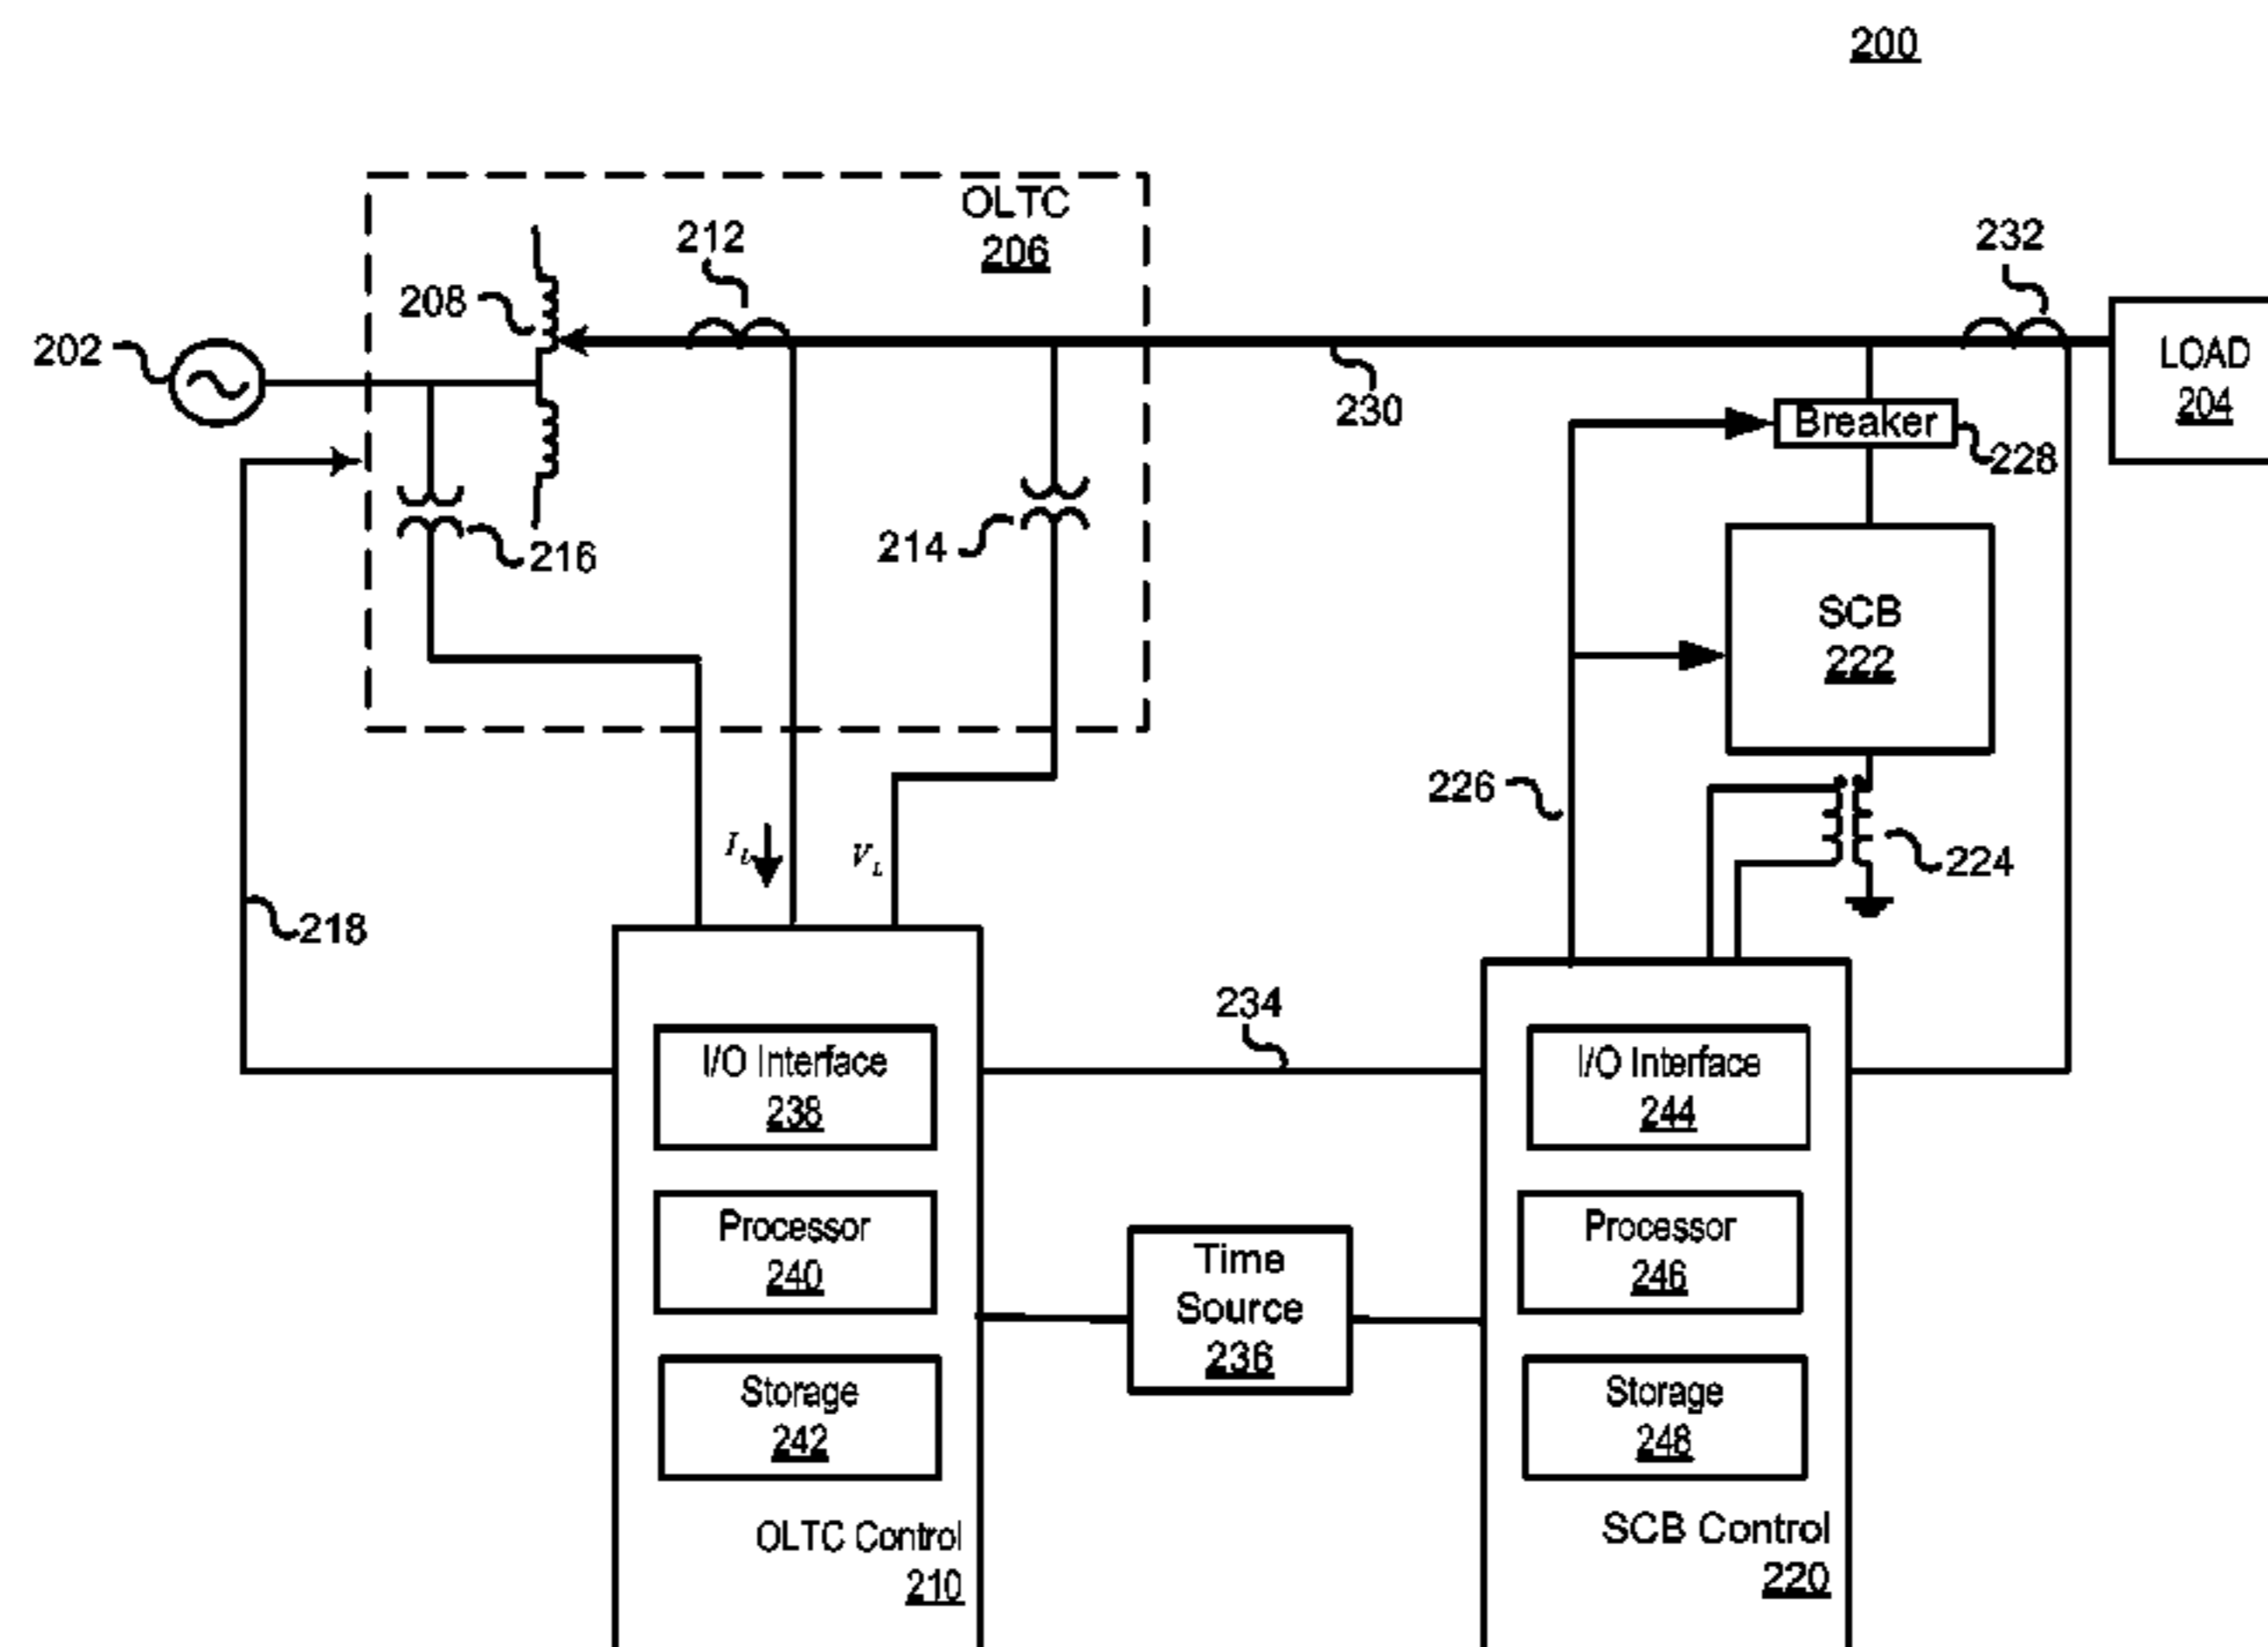 200
OLTC
206
212
232
208
202
LOAD
204
230
Breaker
228
216
214
SCB
222
226
I_L
V_L
224
218
234
I/O Interface
238
I/O Interface
244
Processor
240
Time
Source
236
Processor
246
Storage
242
Storage
248
OLTC Control
210
SCB Control
220